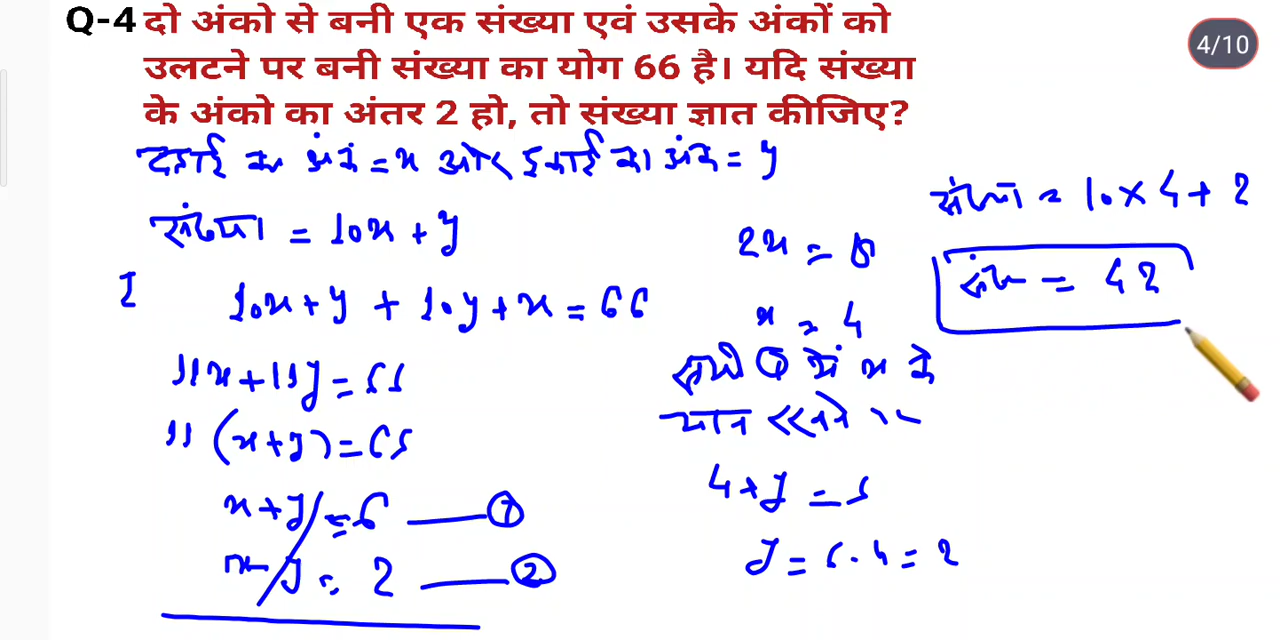 Q-4 दो अंको से बनी एक संख्या एवं उसके अंकों को
उलटने पर बनी संख्या का योग 66 है। यदि संख्या
के अंको का अंतर 2 हो, तो संख्या ज्ञात कीजिए?
4/10
दहाई का अंक = x और इकाई का अंक = y
संख्या = 10x + y
10x + y + 10y + x = 66
11x + 11y = 66
11 (x + y) = 66
x + y = 6 ① 
x - y = 2 ②
2x = 8
x = 4
समी ① में x के
मान रखने पर
4 + y = 6
y = 6 - 4 = 2
संख्या = 10 × 4 + 2
संख्या = 42